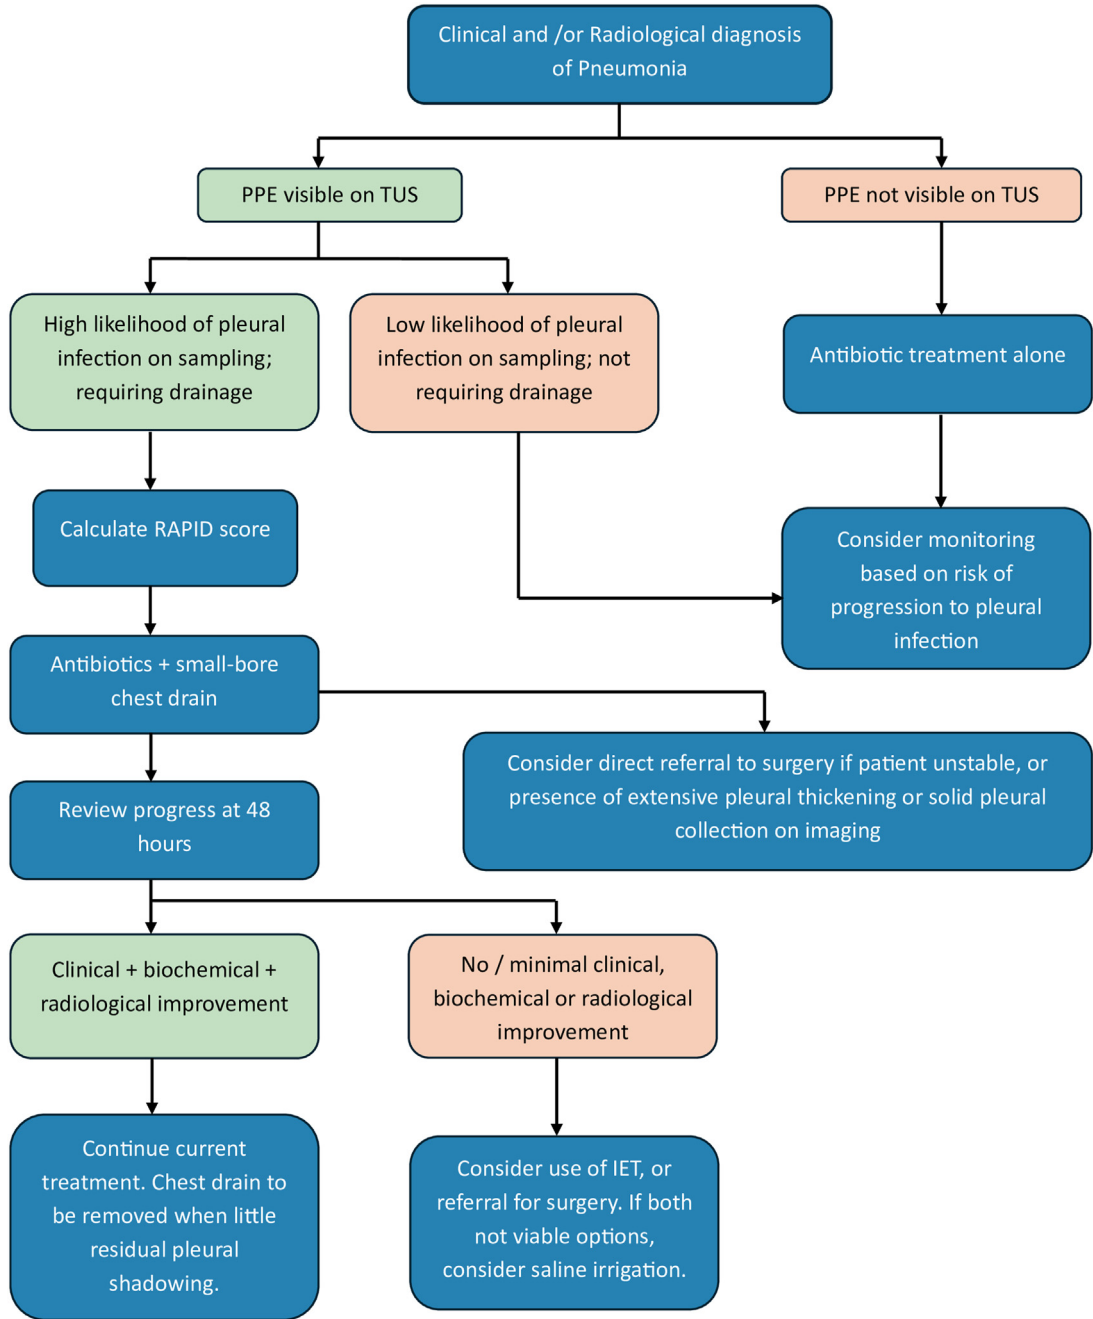 Clinical and /or Radiological diagnosis
of Pneumonia
PPE visible on TUS
PPE not visible on TUS
High likelihood of pleural
infection on sampling;
requiring drainage
Low likelihood of pleural
infection on sampling; not
requiring drainage
Antibiotic treatment alone
Calculate RAPID score
Consider monitoring
based on risk of
progression to pleural
infection
Antibiotics + small-bore
chest drain
Consider direct referral to surgery if patient unstable, or
presence of extensive pleural thickening or solid pleural
collection on imaging
Review progress at 48
hours
Clinical + biochemical +
radiological improvement
No / minimal clinical,
biochemical or radiological
improvement
Continue current
treatment. Chest drain to
be removed when little
residual pleural
shadowing.
Consider use of IET, or
referral for surgery. If both
not viable options,
consider saline irrigation.